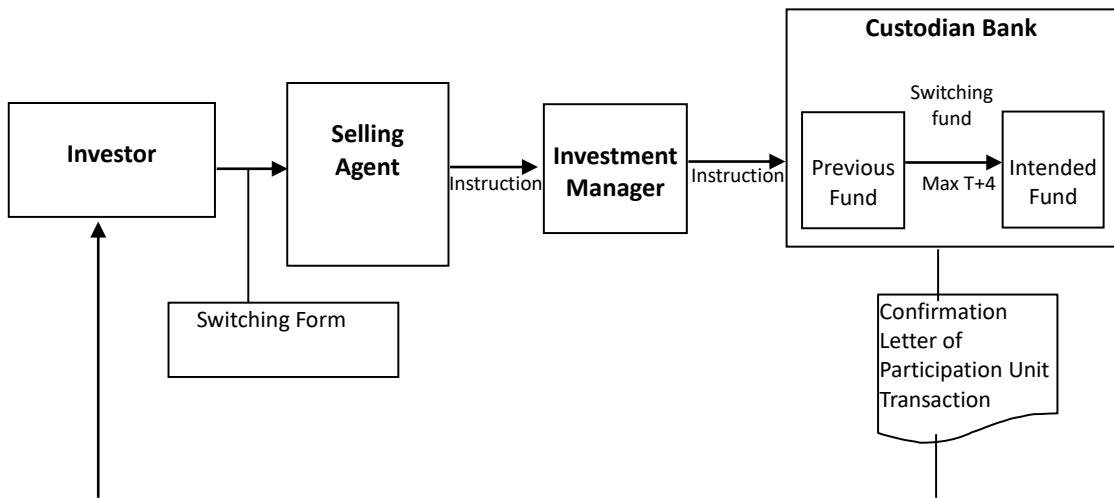 Custodian Bank
Investor
Selling
Agent
Instruction
Investment
Manager
Instruction
Switching
fund
Previous
Fund
Max T+4
Intended
Fund
Switching Form
Confirmation
Letter of
Participation Unit
Transaction